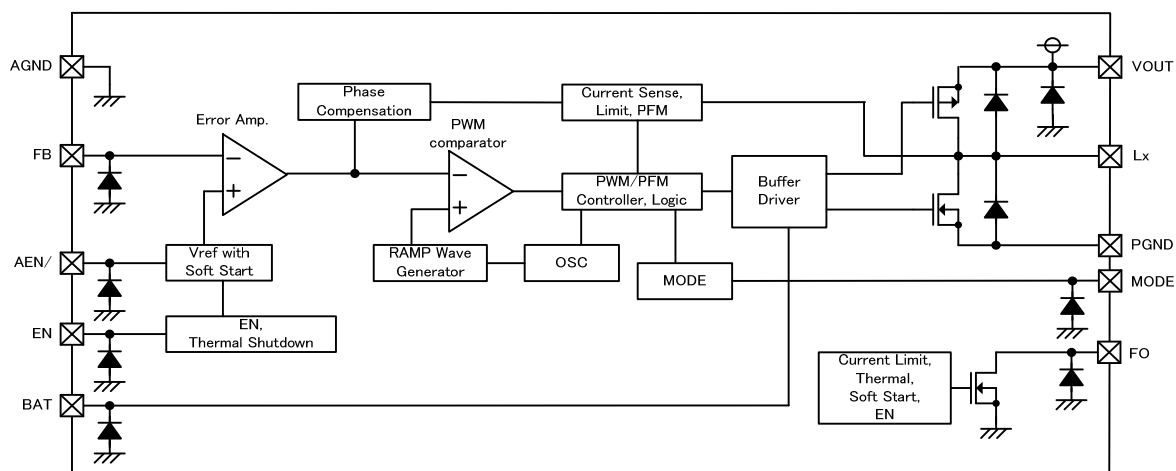 AGND
FB
AEN/
EN
BAT
Error Amp.
−
+
Vref with
Soft Start
EN,
Thermal Shutdown
Phase
Compensation
PWM
comparator
−
+
RAMP Wave
Generator
OSC
Current Sense,
Limit, PFM
PWM/PFM
Controller, Logic
MODE
Buffer
Driver
Current Limit,
Thermal,
Soft Start,
EN
VOUT
Lx
PGND
MODE
FO